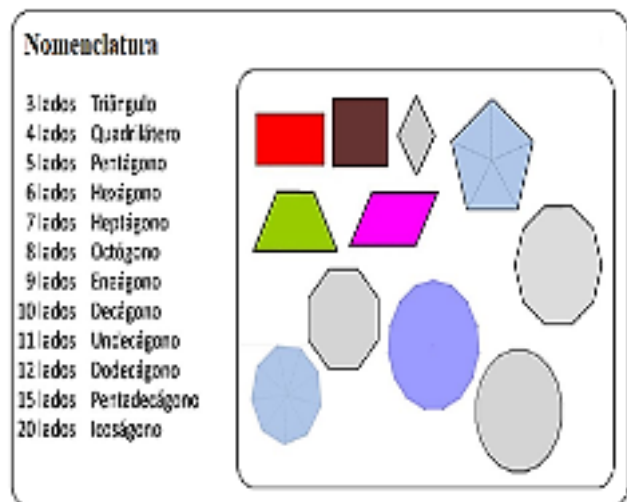 Nomenclatura
3 lados Triângulo
4 lados Quadrilátero
5 lados Pentágono
6 lados Hexágono
7 lados Heptágono
8 lados Octógono
9 lados Eneágono
10 lados Decágono
11 lados Undecágono
12 lados Dodecágono
15 lados Pentadecágono
20 lados Icoságono